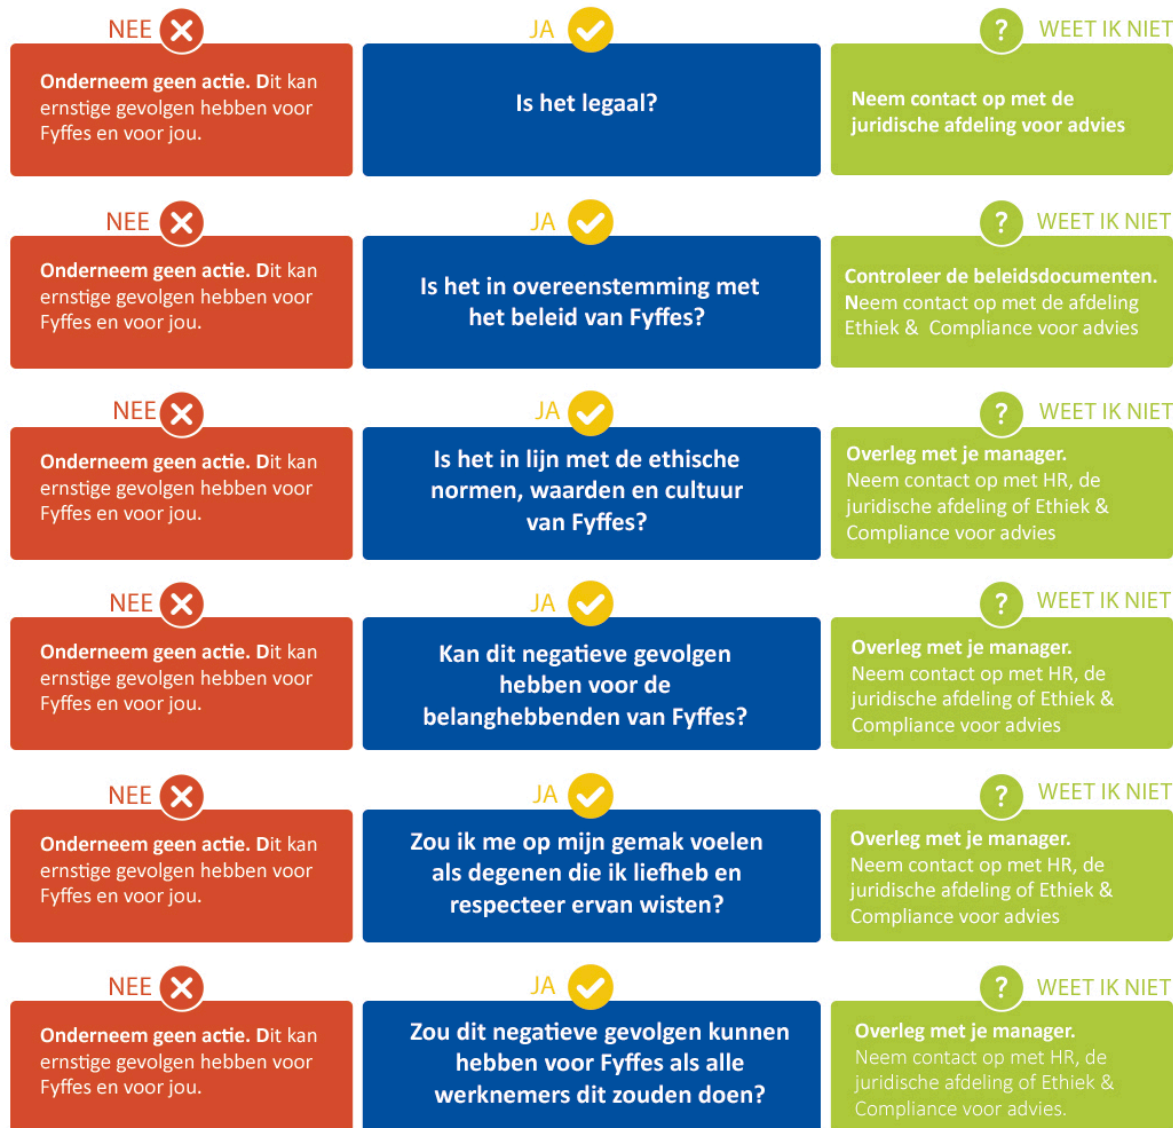 NEE
JA
WEET IK NIET
Onderneem geen actie. Dit kan
ernstige gevolgen hebben voor
Fyffes en voor jou.
Is het legaal?
Neem contact op met de
juridische afdeling voor advies
NEE
JA
WEET IK NIET
Onderneem geen actie. Dit kan
ernstige gevolgen hebben voor
Fyffes en voor jou.
Is het in overeenstemming met
het beleid van Fyffes?
Controleer de beleidsdocumenten.
Neem contact op met de afdeling
Ethiek & Compliance voor advies
NEE
JA
WEET IK NIET
Onderneem geen actie. Dit kan
ernstige gevolgen hebben voor
Fyffes en voor jou.
Is het in lijn met de ethische
normen, waarden en cultuur
van Fyffes?
Overleg met je manager.
Neem contact op met HR, de
juridische afdeling of Ethiek &
Compliance voor advies
NEE
JA
WEET IK NIET
Onderneem geen actie. Dit kan
ernstige gevolgen hebben voor
Fyffes en voor jou.
Kan dit negatieve gevolgen
hebben voor de
belanghebbenden van Fyffes?
Overleg met je manager.
Neem contact op met HR, de
juridische afdeling of Ethiek &
Compliance voor advies
NEE
JA
WEET IK NIET
Onderneem geen actie. Dit kan
ernstige gevolgen hebben voor
Fyffes en voor jou.
Zou ik me op mijn gemak voelen
als degenen die ik liefheb en
respecteer ervan wisten?
Overleg met je manager.
Neem contact op met HR, de
juridische afdeling of Ethiek &
Compliance voor advies
NEE
JA
WEET IK NIET
Onderneem geen actie. Dit kan
ernstige gevolgen hebben voor
Fyffes en voor jou.
Zou dit negatieve gevolgen kunnen
hebben voor Fyffes als alle
werknemers dit zouden doen?
Overleg met je manager.
Neem contact op met HR, de
juridische afdeling of Ethiek &
Compliance voor advies.